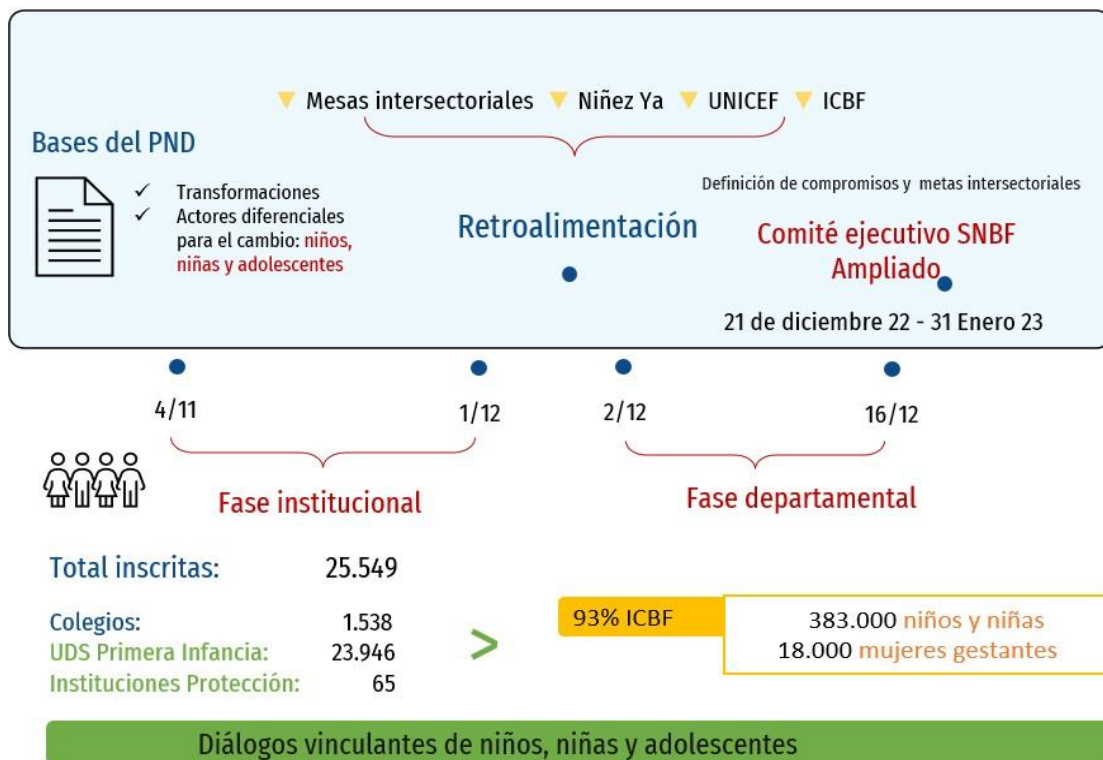 Mesas intersectoriales Niñez Ya UNICEF ICBF
Bases del PND
✓ Transformaciones
✓ Actores diferenciales
para el cambio: niños,
niñas y adolescentes
Retroalimentación
Definición de compromisos y metas intersectoriales
Comité ejecutivo SNBF
Ampliado
21 de diciembre 22 - 31 Enero 23
4/11 1/12 2/12 16/12
Fase institucional
Fase departamental
Total inscritas: 25.549
Colegios: 1.538
UDS Primera Infancia: 23.946
Instituciones Protección: 65
>
93% ICBF
383.000 niños y niñas
18.000 mujeres gestantes
Diálogos vinculantes de niños, niñas y adolescentes